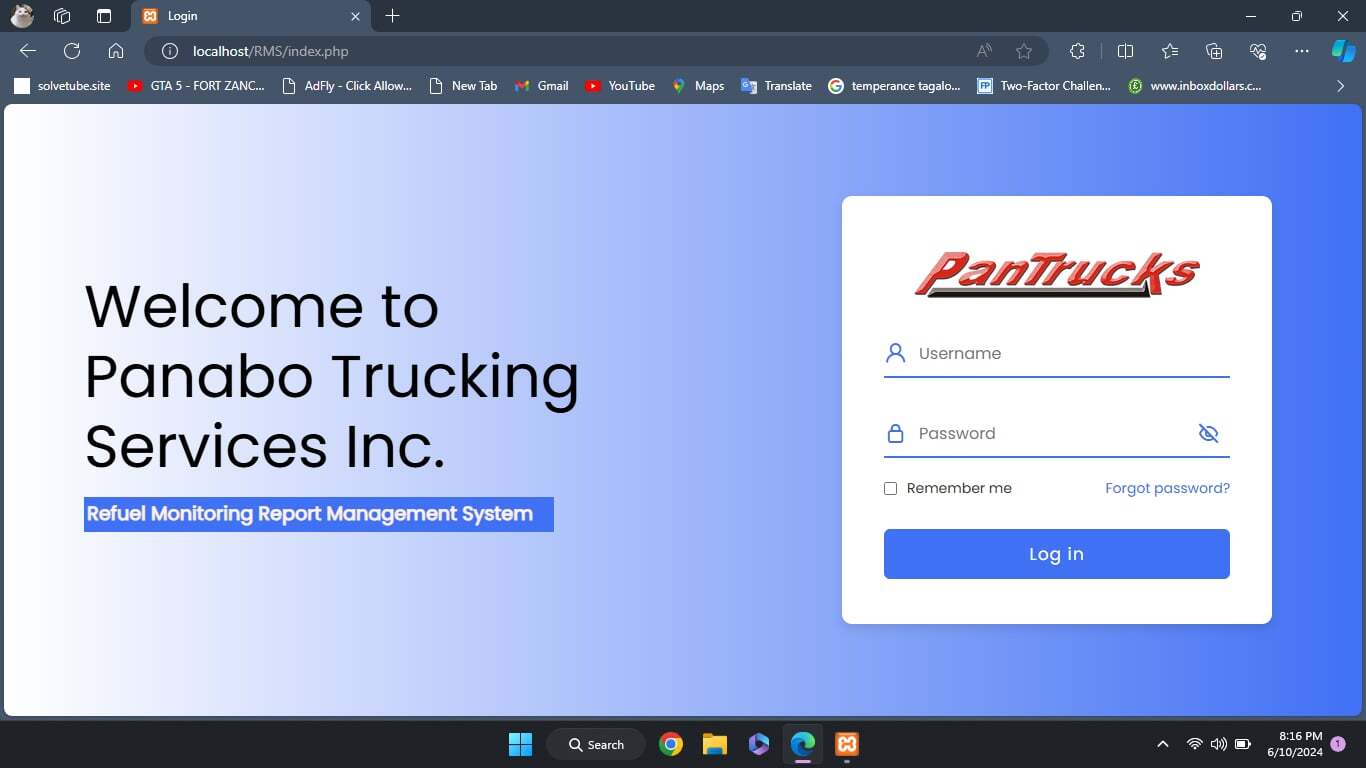 Login
localhost/RMS/index.php
solvetube.site
GTA 5 - FORT ZANC...
AdFly - Click Allow...
New Tab
Gmail
YouTube
Maps
Translate
temperance tagalo...
FP
Two-Factor Challen...
www.inboxdollars.c...
Welcome to
Panabo Trucking
Services Inc.
Refuel Monitoring Report Management System
PanTrucks
Username
Password
Remember me
Forgot password?
Log in
Search
8:16 PM
6/10/2024
1